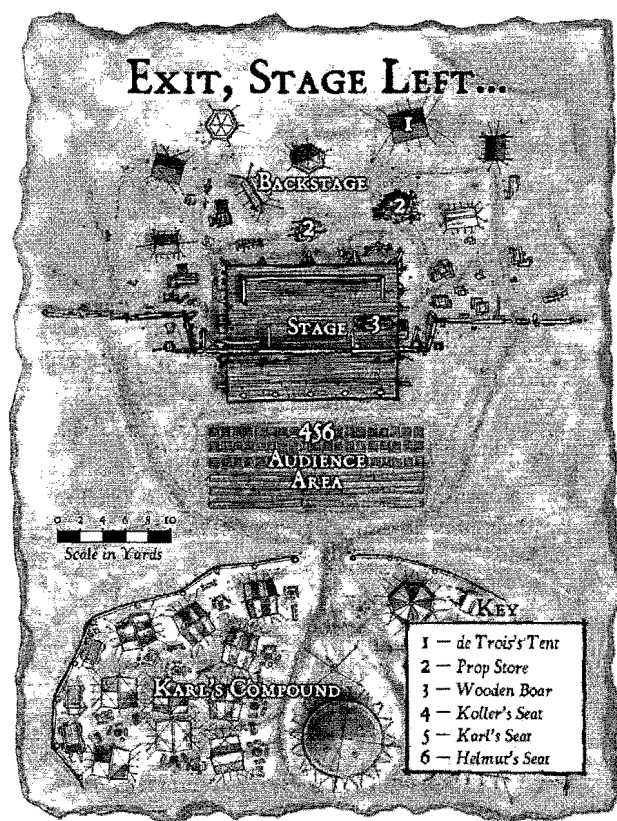 EXIT, STAGE LEFT...
1
BACKSTAGE
2
2
STAGE 3
456
AUDIENCE
AREA
0 2 4 6 8 10
Scale in Yards
KEY
1 — de Trois's Tent
2 — Prop Store
3 — Wooden Boar
4 — Koller's Seat
5 — Karl's Seat
6 — Helmut's Seat
KARL'S COMPOUND